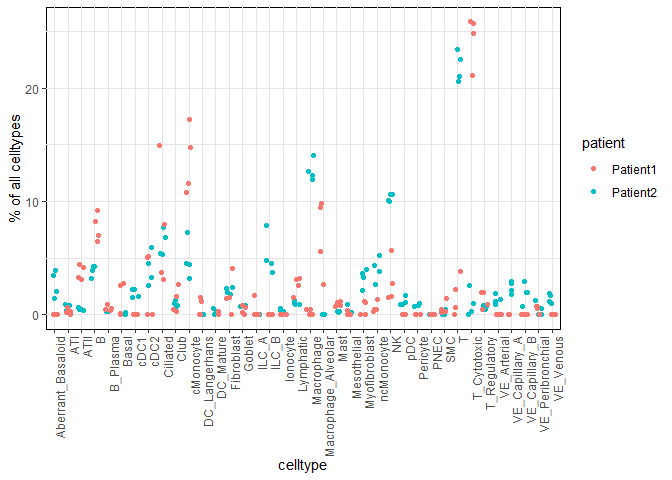 % of all celltypes
20
10
0
Aberrant_Basaloid
ATI
ATII
B
B_Plasma
Basal
cDC1
cDC2
Ciliated
Club
cMonocyte
DC_Langerhans
DC_Mature
Fibroblast
Goblet
ILC_A
ILC_B
Ionocyte
Lymphatic
Macrophage
Macrophage_Alveolar
Mast
Mesothelial
Myofibroblast
ncMonocyte
NK
pDC
Pericyte
PNEC
SMC
T
T_Cytotoxic
T_Regulatory
VE_Arterial
VE_Capillary_A
VE_Capillary_B
VE_Peribronchial
VE_Venous
celltype
patient
Patient1
Patient2